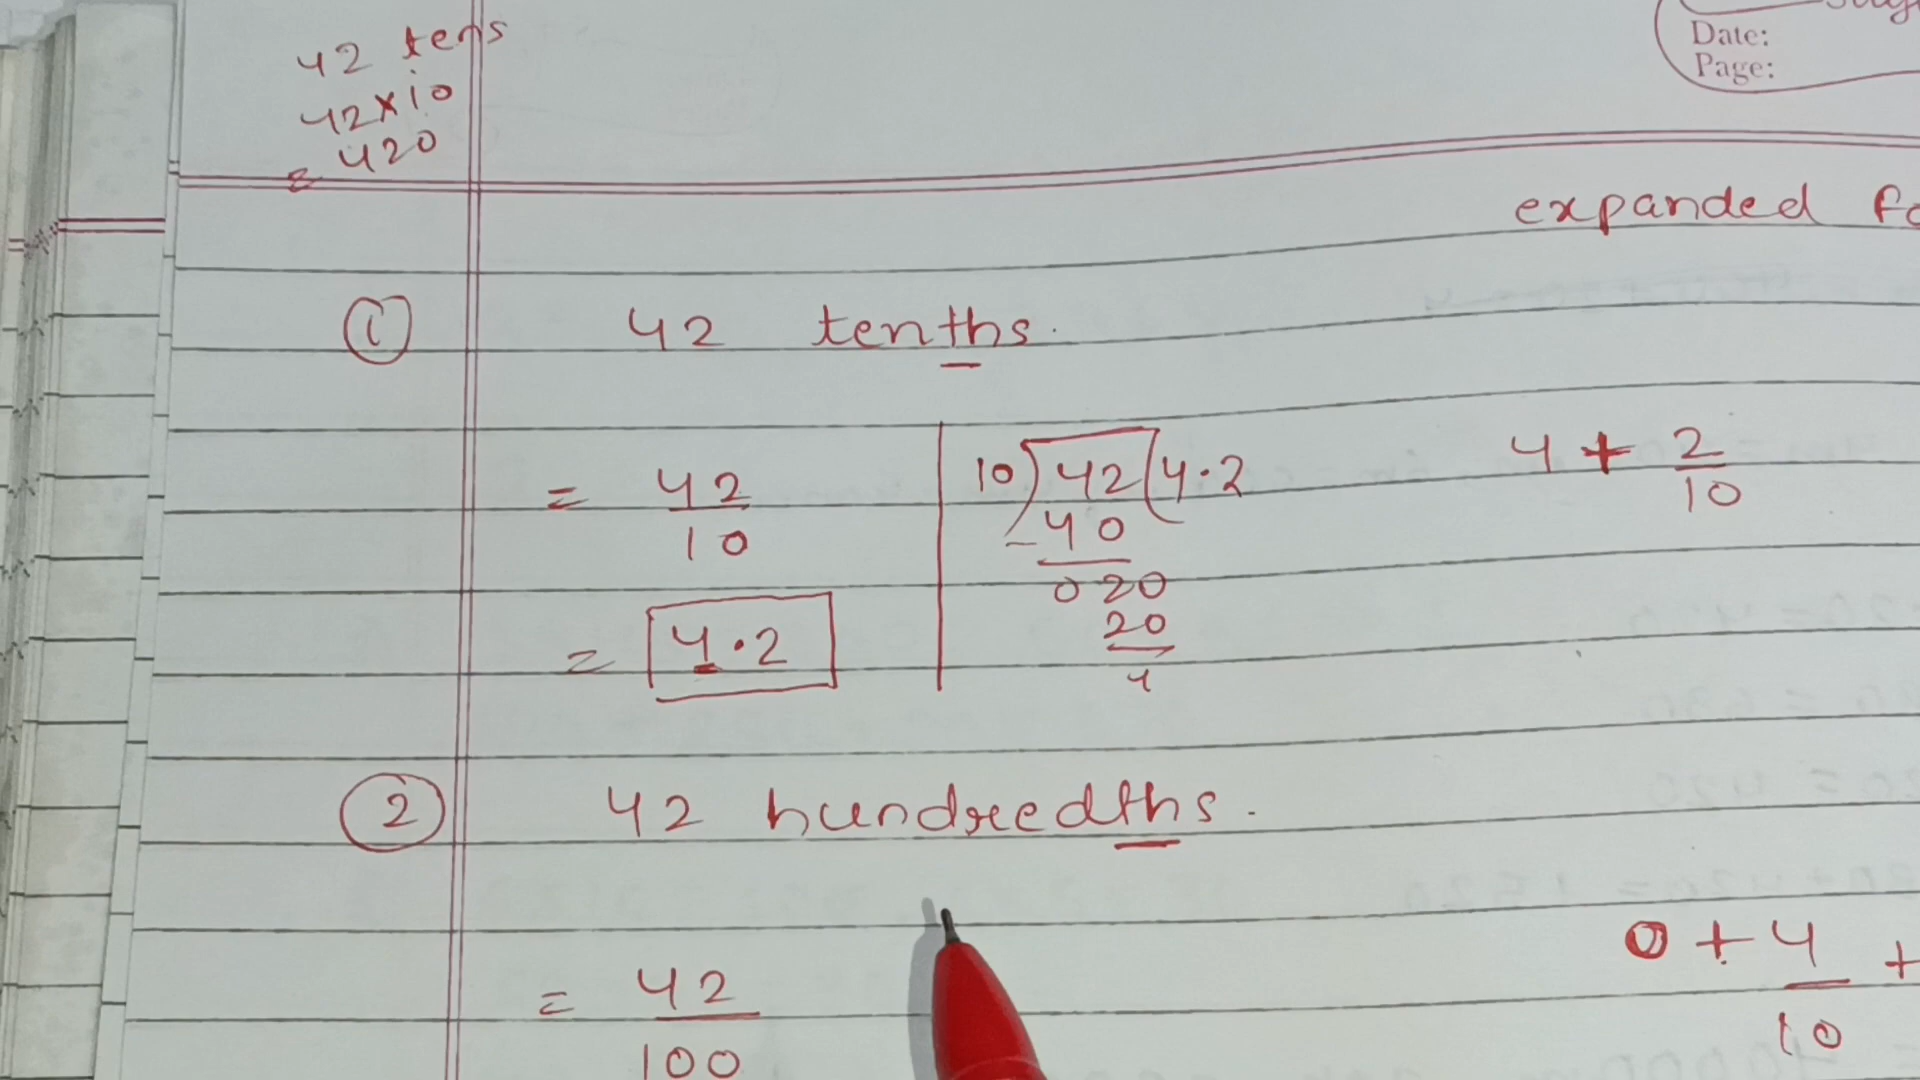 42 tens
42×10
= 420
Date:
Page:
expanded
① 42 tenths.
= 42/10
10)42(4.2
-40
020
20
4 + 2/10
= 4.2
② 42 hundreedths.
= 42/100
0 + 4/10 +